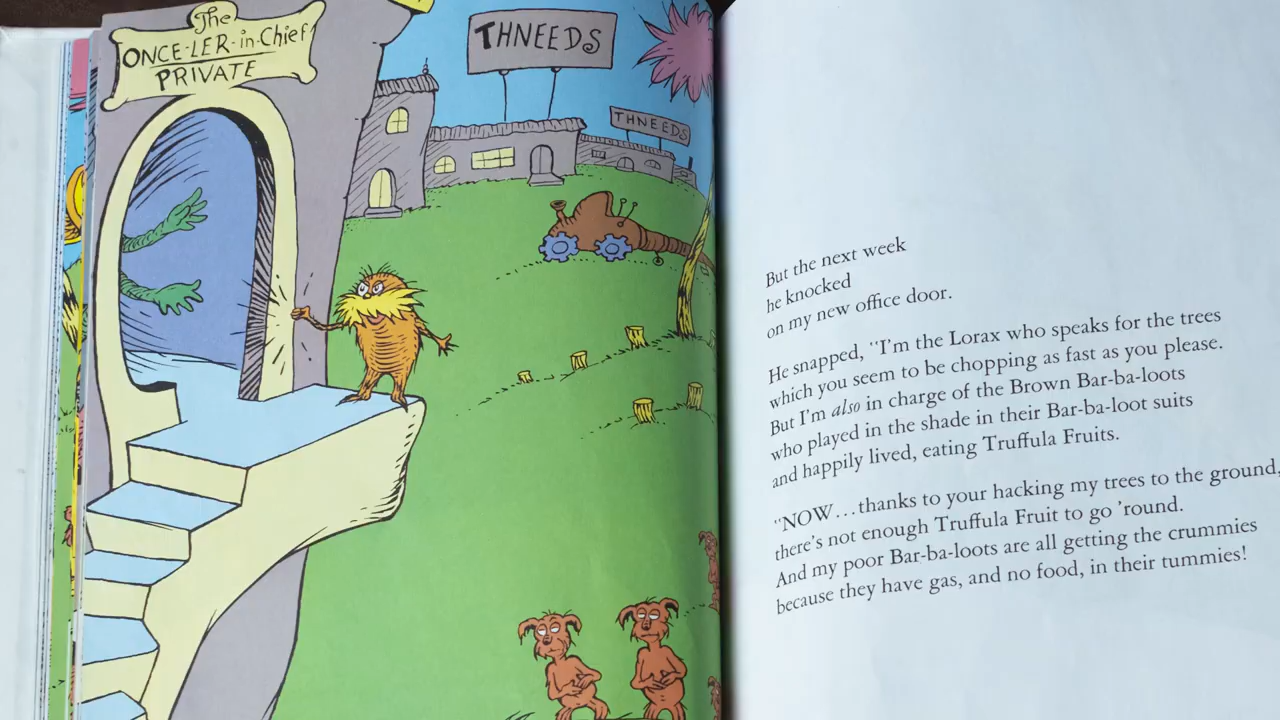 The
ONCE-LER-in-Chief
PRIVATE
THNEEDS
THNEEDS
But the next week
he knocked
on my new office door.
He snapped, "I'm the Lorax who speaks for the trees
which you seem to be chopping as fast as you please.
But I'm also in charge of the Brown Bar-ba-loots
who played in the shade in their Bar-ba-loot suits
and happily lived, eating Truffula Fruits.
"NOW...thanks to your hacking my trees to the ground,
there's not enough Truffula Fruit to go 'round.
And my poor Bar-ba-loots are all getting the crummies
because they have gas, and no food, in their tummies!